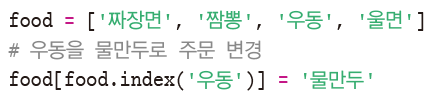 food = ['짜장면', '짬뽕', '우동', '울면']
# 우동을 물만두로 주문 변경
food[food.index('우동')] = '물만두'